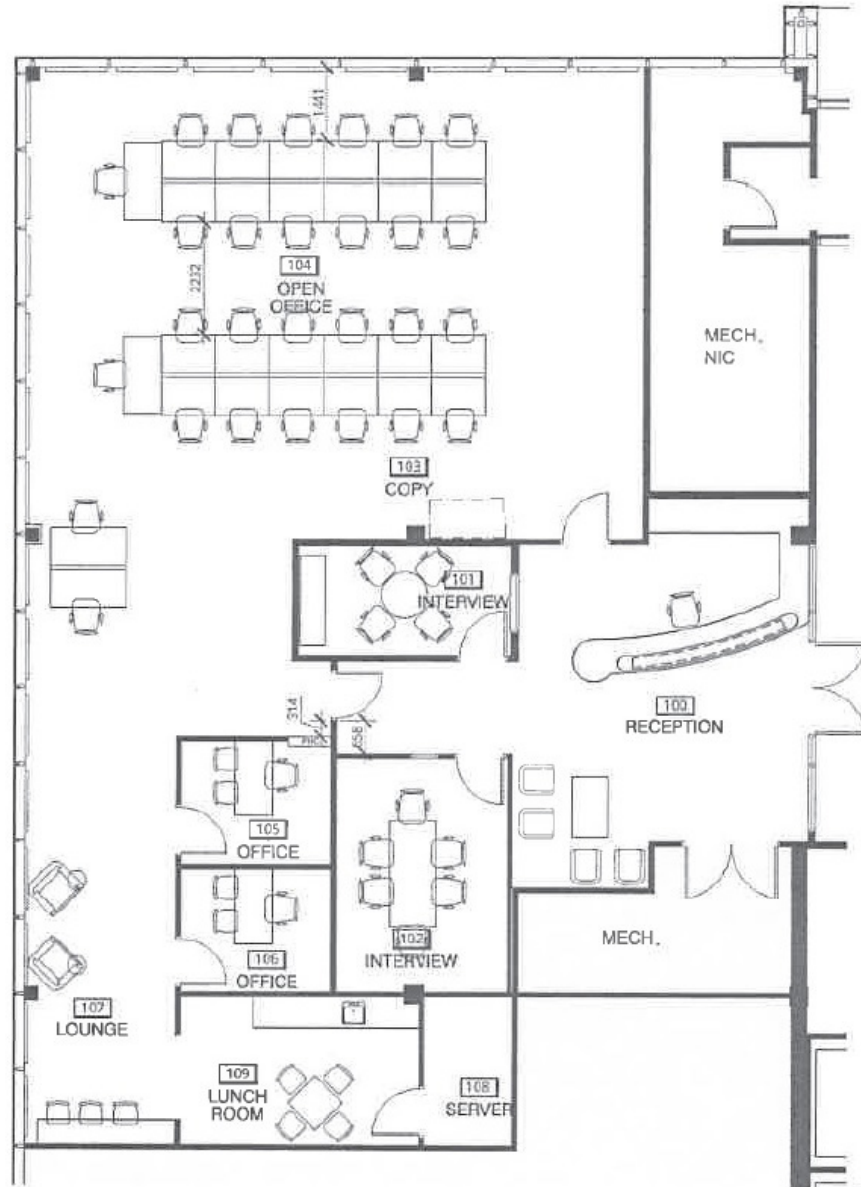 1441
104
OPEN
OFFICE
2232
MECH.
NIC
103
COPY
101
INTERVIEW
314
658
100
RECEPTION
105
OFFICE
106
OFFICE
102
INTERVIEW
MECH.
107
LOUNGE
109
LUNCH
ROOM
108
SERVER